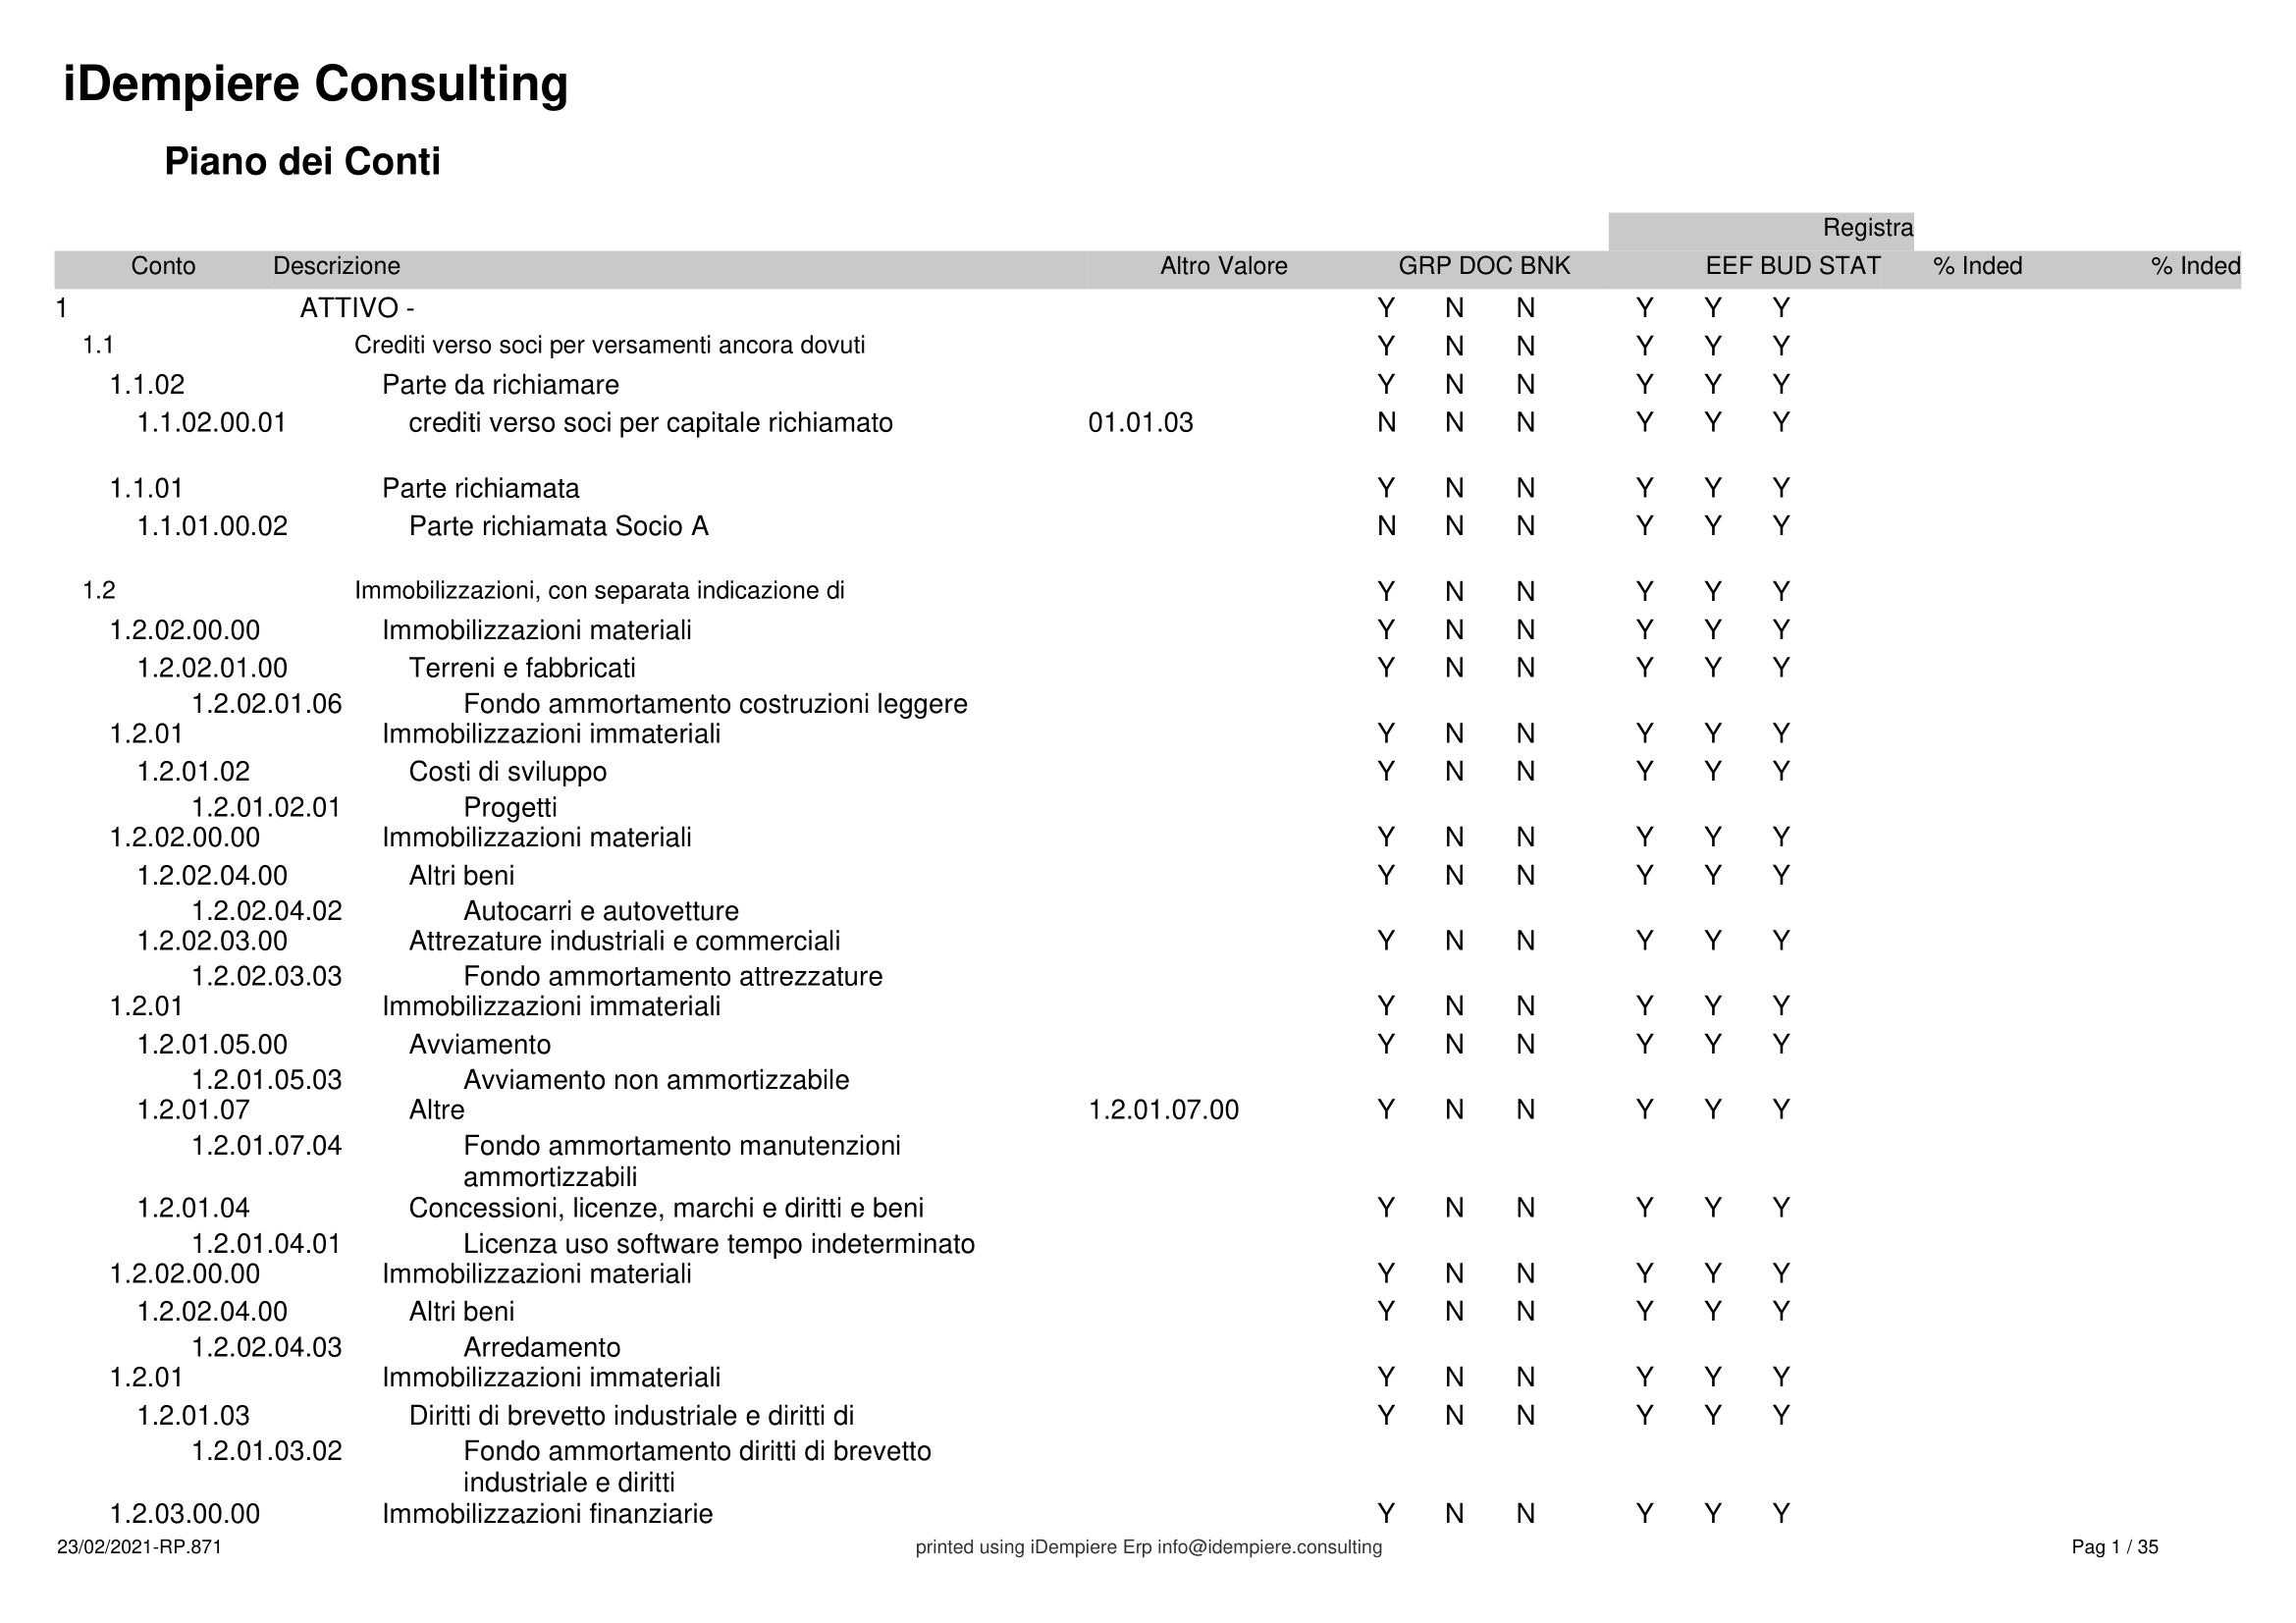 iDempiere Consulting
Piano dei Conti
Registra
Conto Descrizione Altro Valore GRP DOC BNK EEF BUD STAT % Inded % Inded
1 ATTIVO - Y N N Y Y Y
1.1 Crediti verso soci per versamenti ancora dovuti Y N N Y Y Y
1.1.02 Parte da richiamare Y N N Y Y Y
1.1.02.00.01 crediti verso soci per capitale richiamato 01.01.03 N N N Y Y Y
1.1.01 Parte richiamata Y N N Y Y Y
1.1.01.00.02 Parte richiamata Socio A N N N Y Y Y
1.2 Immobilizzazioni, con separata indicazione di Y N N Y Y Y
1.2.02.00.00 Immobilizzazioni materiali Y N N Y Y Y
1.2.02.01.00 Terreni e fabbricati Y N N Y Y Y
1.2.02.01.06 Fondo ammortamento costruzioni leggere
1.2.01 Immobilizzazioni immateriali Y N N Y Y Y
1.2.01.02 Costi di sviluppo Y N N Y Y Y
1.2.01.02.01 Progetti
1.2.02.00.00 Immobilizzazioni materiali Y N N Y Y Y
1.2.02.04.00 Altri beni Y N N Y Y Y
1.2.02.04.02 Autocarri e autovetture
1.2.02.03.00 Attrezature industriali e commerciali Y N N Y Y Y
1.2.02.03.03 Fondo ammortamento attrezzature
1.2.01 Immobilizzazioni immateriali Y N N Y Y Y
1.2.01.05.00 Avviamento Y N N Y Y Y
1.2.01.05.03 Avviamento non ammortizzabile
1.2.01.07 Altre 1.2.01.07.00 Y N N Y Y Y
1.2.01.07.04 Fondo ammortamento manutenzioni
ammortizzabili
1.2.01.04 Concessioni, licenze, marchi e diritti e beni Y N N Y Y Y
1.2.01.04.01 Licenza uso software tempo indeterminato
1.2.02.00.00 Immobilizzazioni materiali Y N N Y Y Y
1.2.02.04.00 Altri beni Y N N Y Y Y
1.2.02.04.03 Arredamento
1.2.01 Immobilizzazioni immateriali Y N N Y Y Y
1.2.01.03 Diritti di brevetto industriale e diritti di Y N N Y Y Y
1.2.01.03.02 Fondo ammortamento diritti di brevetto
industriale e diritti
1.2.03.00.00 Immobilizzazioni finanziarie Y N N Y Y Y
23/02/2021-RP.871 printed using iDempiere Erp info@idempiere.consulting Pag 1 / 35